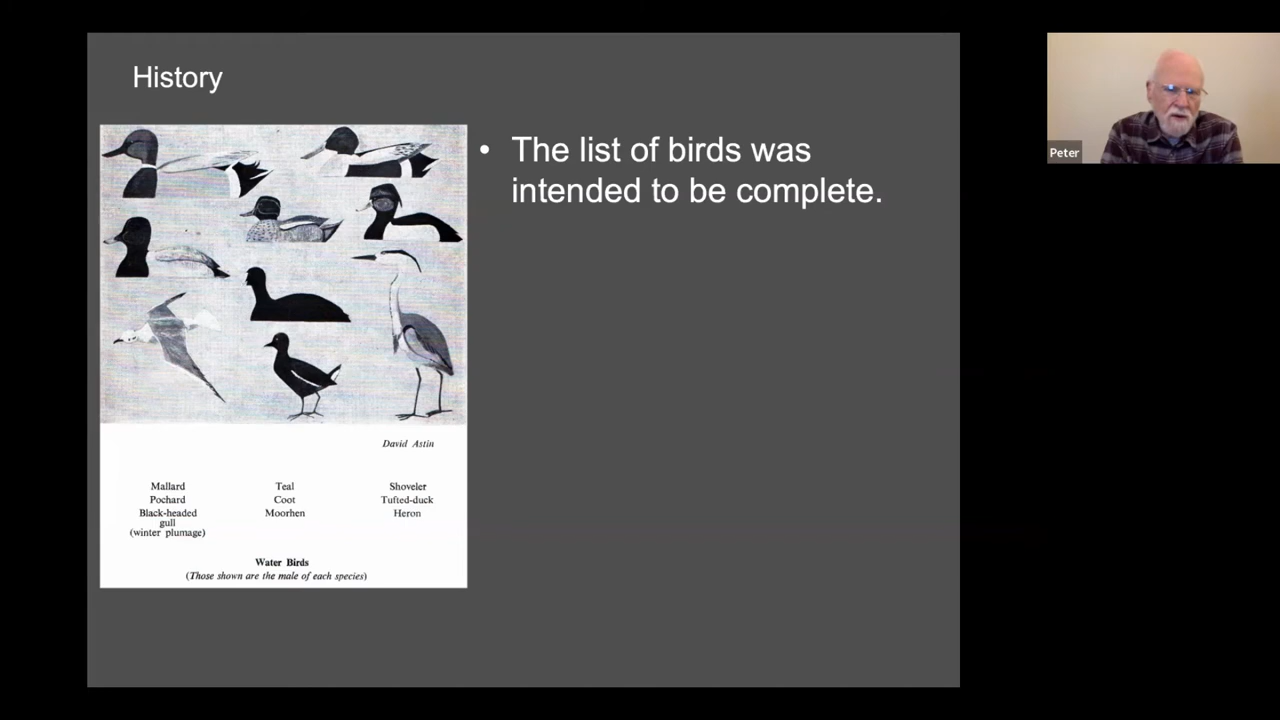 History
• The list of birds was
intended to be complete.
David Astin
Mallard Teal Shoveler
Pochard Coot Tufted-duck
Black-headed Moorhen Heron
gull
(winter plumage)
Water Birds
(Those shown are the male of each species)
Peter